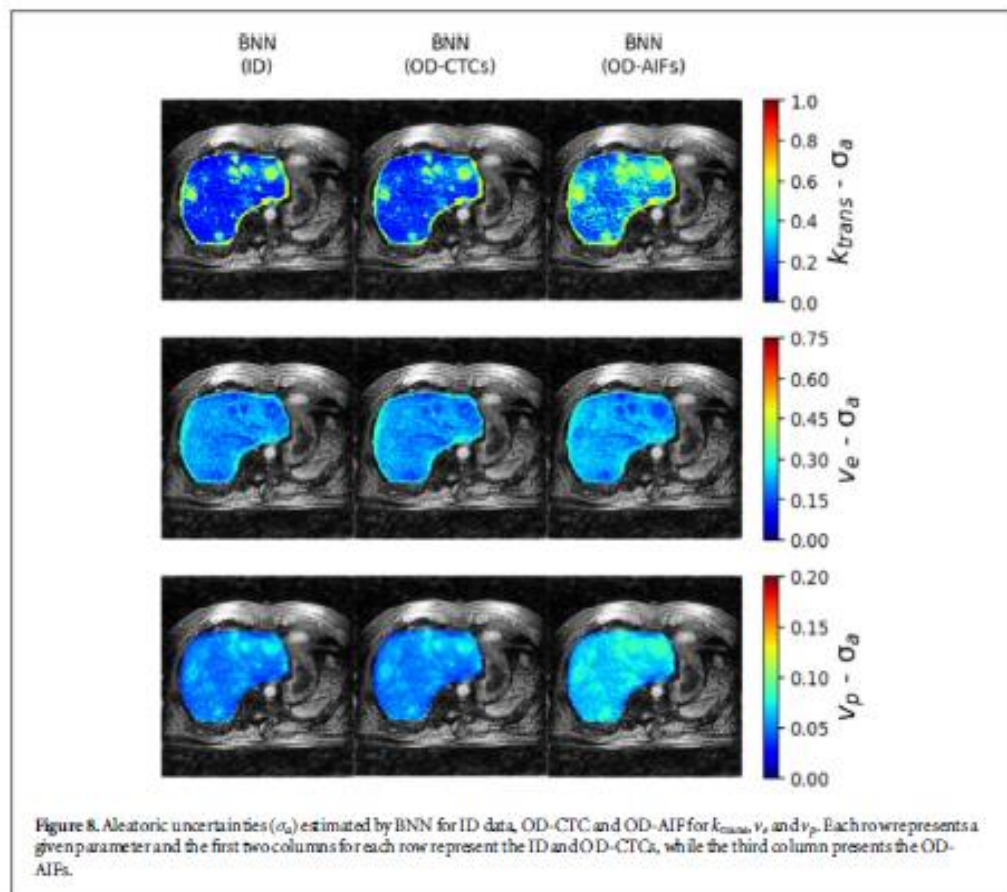 BNN
(ID)
BNN
(OD-CTCs)
BNN
(OD-AIFs)
1.0
0.8
0.6
0.4
0.2
0.0
k_trans - σ_a
0.75
0.60
0.45
0.30
0.15
0.00
v_e - σ_a
0.20
0.15
0.10
0.05
0.00
v_p - σ_a
Figure 8. Aleatoric uncertainties (σ_a) estimated by BNN for ID data, OD-CTC and OD-AIF for k_trans, v_e and v_p. Each row represents a
given parameter and the first two columns for each row represent the ID and OD-CTCs, while the third column presents the OD-
AIFs.